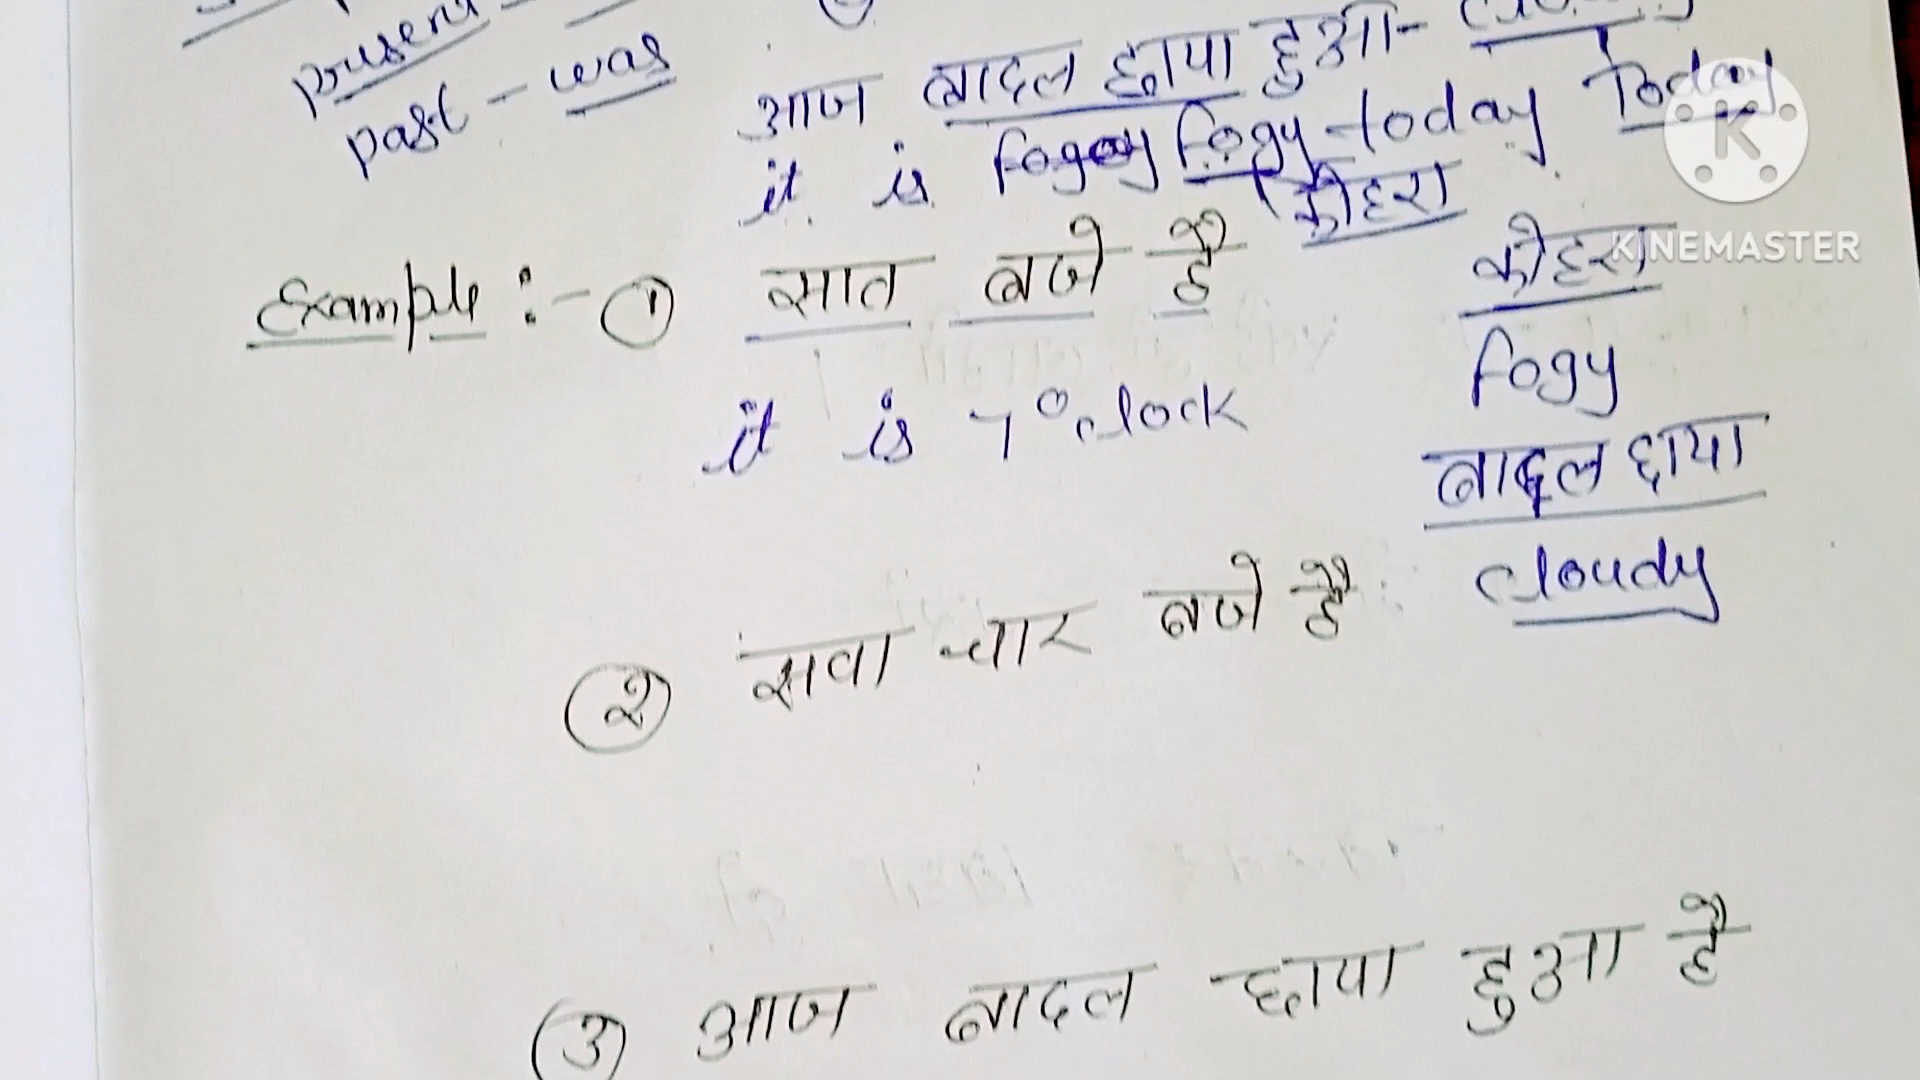 present
past - was
आज बादल छाया हुआ-
it is fogy today Today
(कोहरा
Example :- ① सात बजे है
it is 7 O'clock
कोहरा
fogy
बादल छाया
cloudy
② सवा चार बजे है
③ आज बादल छाया हुआ है
KINEMASTER